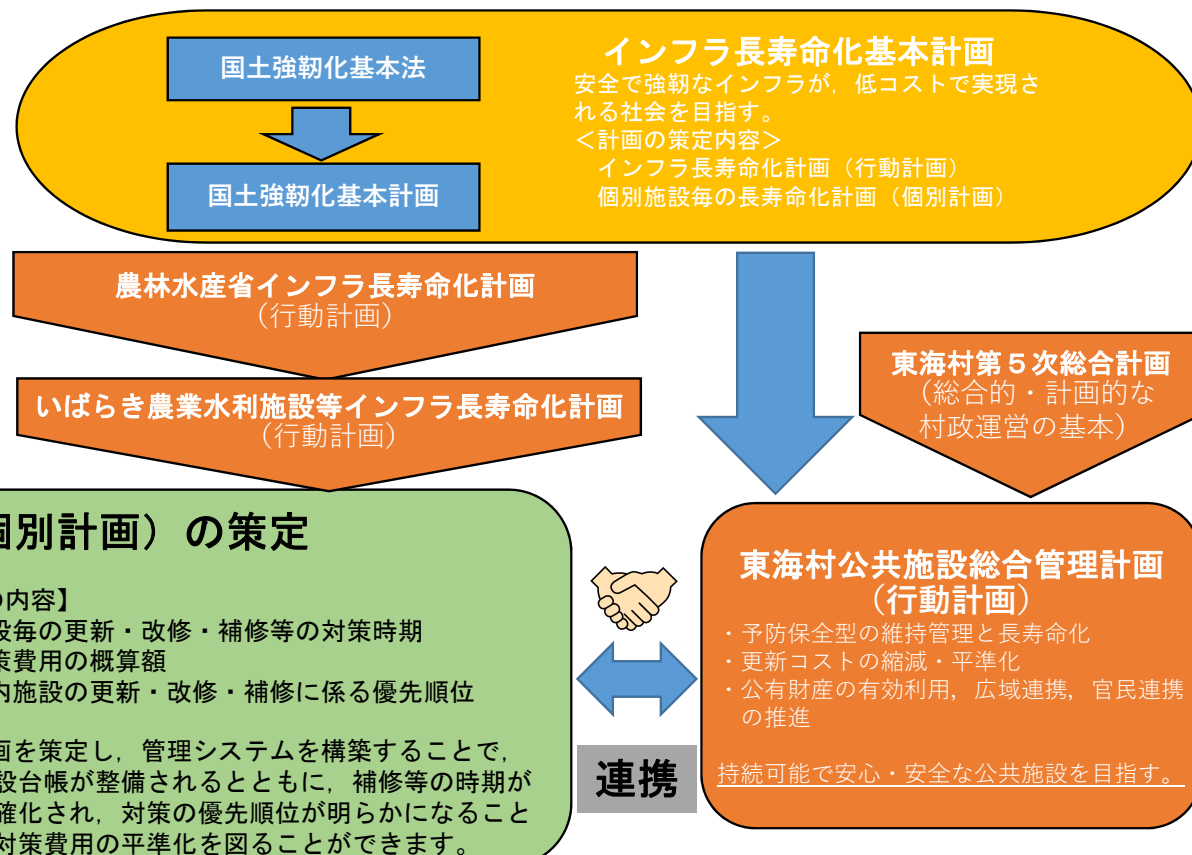 国土強靭化基本法
国土強靭化基本計画
インフラ長寿命化基本計画
安全で強靭なインフラが，低コストで実現さ
れる社会を目指す。
＜計画の策定内容＞
インフラ長寿命化計画（行動計画）
個別施設毎の長寿命化計画（個別計画）
農林水産省インフラ長寿命化計画
（行動計画）
いばらき農業水利施設等インフラ長寿命化計画
（行動計画）
東海村第５次総合計画
（総合的・計画的な
村政運営の基本）
別計画）の策定
内容】
毎の更新・改修・補修等の対策時期
費用の概算額
施設の更新・改修・補修に係る優先順位
を策定し，管理システムを構築することで，
設台帳が整備されるとともに，補修等の時期が
化され，対策の優先順位が明らかになること
対策費用の平準化を図ることができます。
連携
東海村公共施設総合管理計画
（行動計画）
・予防保全型の維持管理と長寿命化
・更新コストの縮減・平準化
・公有財産の有効利用，広域連携，官民連携
の推進
持続可能で安心・安全な公共施設を目指す。